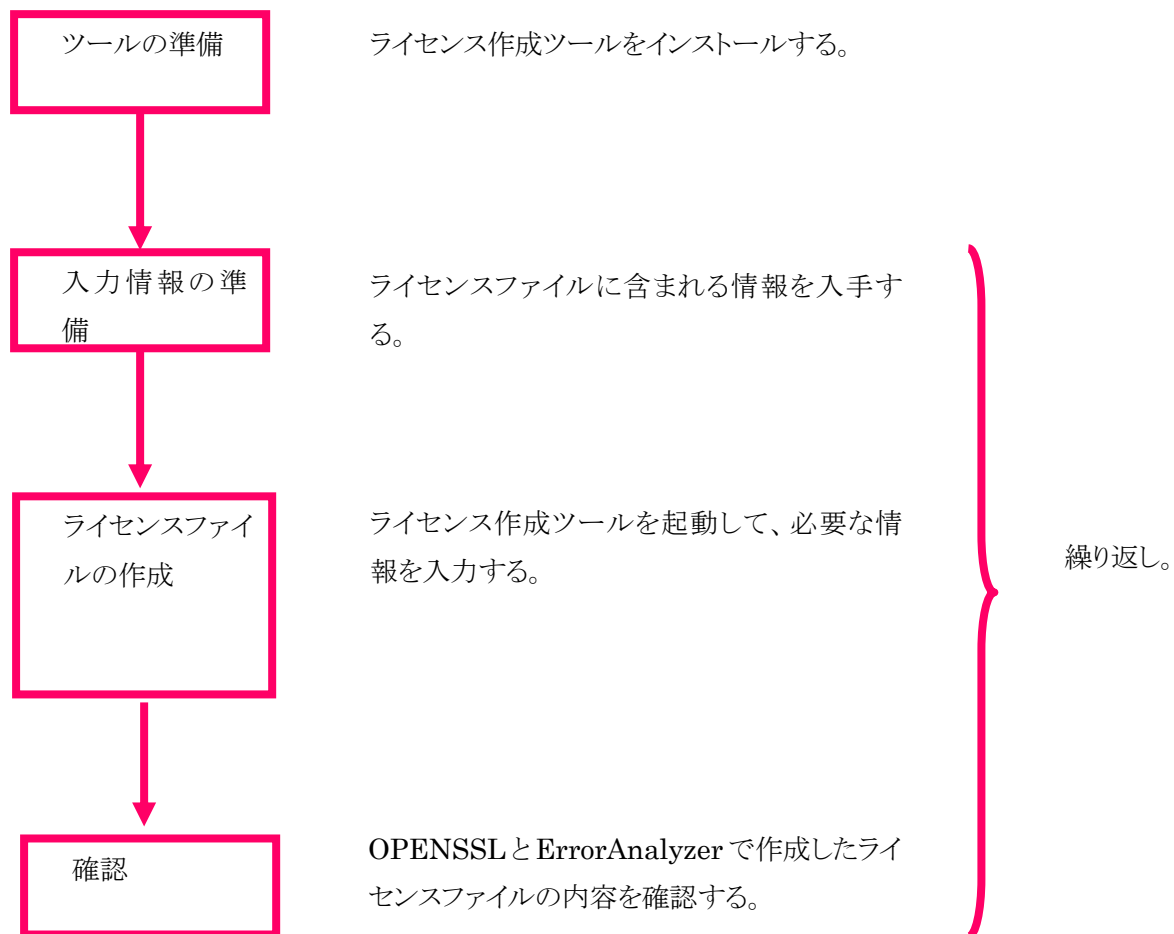 ツールの準備
ライセンス作成ツールをインストールする。
入力情報の準
備
ライセンスファイルに含まれる情報を入手す
る。
ライセンスファイ
ルの作成
ライセンス作成ツールを起動して、必要な情
報を入力する。
繰り返し。
確認
OPENSSLとErrorAnalyzerで作成したライ
センスファイルの内容を確認する。